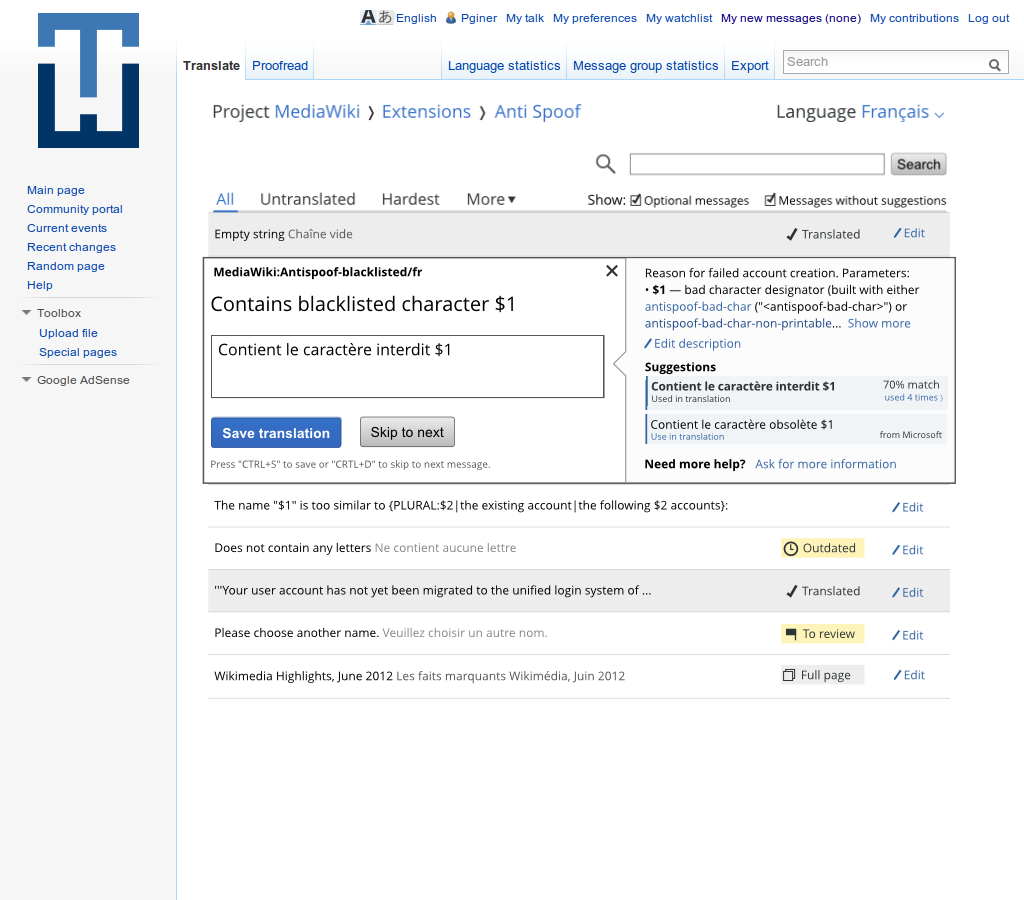 Aあ English Pginer My talk My preferences My watchlist My new messages (none) My contributions Log out
Translate Proofread Language statistics Message group statistics Export Search
Project MediaWiki ❭ Extensions ❭ Anti Spoof Language Français
Search
All Untranslated Hardest More ▾ Show: Optional messages Messages without suggestions
Main page
Community portal
Current events
Recent changes
Random page
Help
Toolbox
Upload file
Special pages
Google AdSense
Empty string Chaîne vide Translated Edit
MediaWiki:Antispoof-blacklisted/fr
Contains blacklisted character $1
Contient le caractère interdit $1
Save translation Skip to next
Press "CTRL+S" to save or "CRTL+D" to skip to next message.
Reason for failed account creation. Parameters:
• $1 — bad character designator (built with either
antispoof-bad-char ("<antispoof-bad-char>") or
antispoof-bad-char-non-printable... Show more
Edit description
Suggestions
Contient le caractère interdit $1 70% match
Used in translation used 4 times ⟩
Contient le caractère obsolète $1
Use in translation from Microsoft
Need more help? Ask for more information
The name "$1" is too similar to {PLURAL:$2|the existing account|the following $2 accounts}: Edit
Does not contain any letters Ne contient aucune lettre Outdated Edit
'''Your user account has not yet been migrated to the unified login system of ... Translated Edit
Please choose another name. Veuillez choisir un autre nom. To review Edit
Wikimedia Highlights, June 2012 Les faits marquants Wikimédia, Juin 2012 Full page Edit